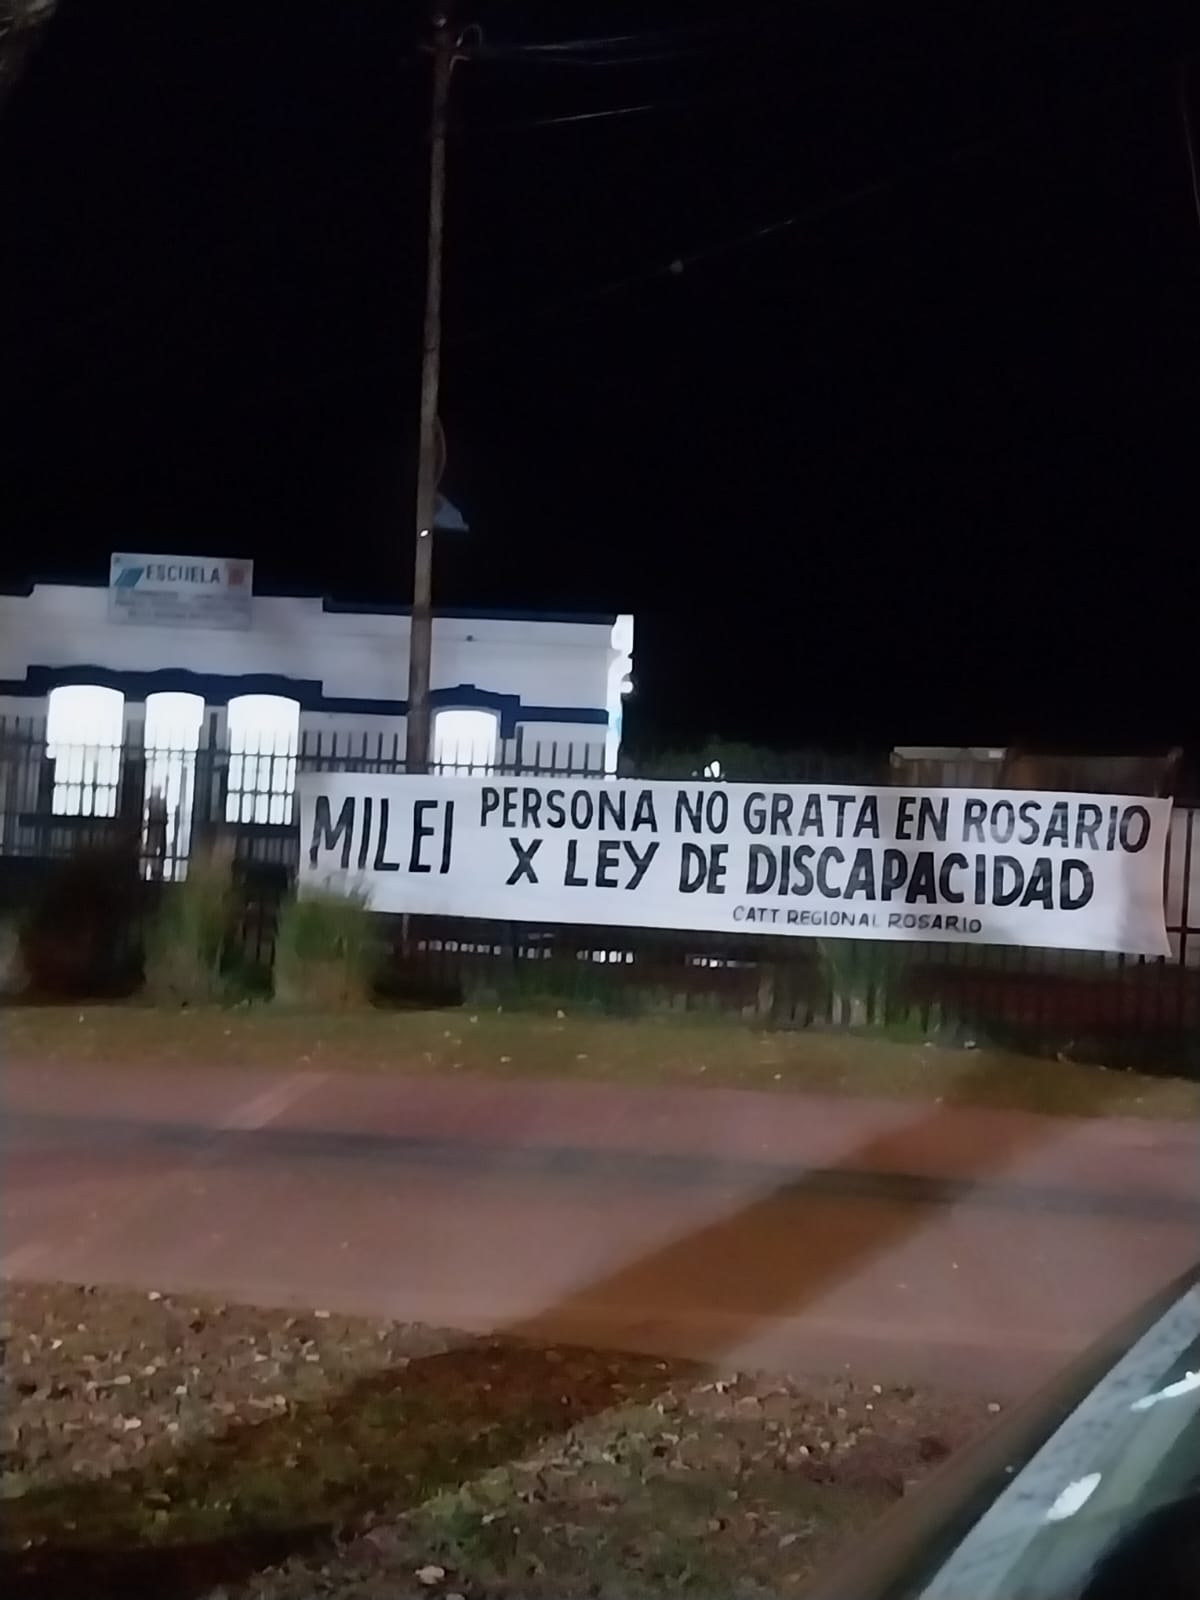 ESCUELA
MILEI PERSONA NO GRATA EN ROSARIO
X LEY DE DISCAPACIDAD
CATT REGIONAL ROSARIO